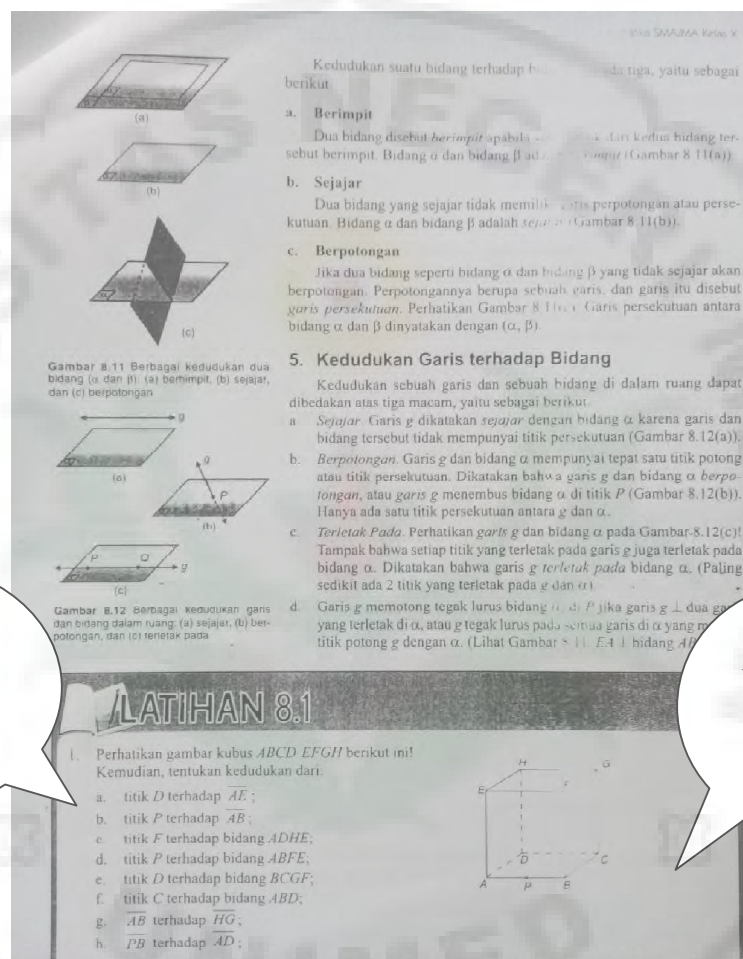 SMA/MA Kelas X
Kedudukan suatu bidang terhadap tiga, yaitu sebagai
berikut
a. Berimpit
Dua bidang disebut berimpit apabila dari kedua bidang ter-
sebut berimpit. Bidang α dan bidang β (Gambar 8.11(a))
b. Sejajar
Dua bidang yang sejajar tidak memiliki garis perpotongan atau perse-
kutuan. Bidang α dan bidang β adalah sejajar (Gambar 8.11(b)).
c. Berpotongan
Jika dua bidang seperti bidang α dan bidang β yang tidak sejajar akan
berpotongan. Perpotongannya berupa sebuah garis, dan garis itu disebut
garis persekutuan. Perhatikan Gambar 8.11(c). Garis persekutuan antara
bidang α dan β dinyatakan dengan (α, β)
(a)
(b)
(c)
Gambar 8.11 Berbagai kedudukan dua
bidang (α dan β): (a) berhimpit, (b) sejajar,
dan (c) berpotongan
5. Kedudukan Garis terhadap Bidang
Kedudukan sebuah garis dan sebuah bidang di dalam ruang dapat
dibedakan atas tiga macam, yaitu sebagai berikut
a Sejajar. Garis g dikatakan sejajar dengan bidang α karena garis dan
bidang tersebut tidak mempunyai titik persekutuan (Gambar 8.12(a)).
b. Berpotongan. Garis g dan bidang α mempunyai tepat satu titik potong
atau titik persekutuan. Dikatakan bahwa garis g dan bidang α berpo-
tongan, atau garis g menembus bidang α di titik P (Gambar 8.12(b)).
Hanya ada satu titik persekutuan antara g dan α.
c. Terletak Pada. Perhatikan garis g dan bidang α pada Gambar 8.12(c)!
Tampak bahwa setiap titik yang terletak pada garis g juga terletak pada
bidang α. Dikatakan bahwa garis g terletak pada bidang α. (Paling
sedikit ada 2 titik yang terletak pada g dan α)
d. Garis g memotong tegak lurus bidang α di P jika garis g ⊥ dua
yang terletak di α, atau g tegak lurus pada semua garis di α yang
titik potong g dengan α. (Lihat Gambar EA ⊥ bidang
g
(a)
g
P
(b)
P Q g
(c)
Gambar 8.12 Berbagai kedudukan garis
dan bidang dalam ruang: (a) sejajar, (b) ber-
potongan, dan (c) terletak pada
LATIHAN 8.1
1. Perhatikan gambar kubus ABCD EFGH berikut ini!
Kemudian, tentukan kedudukan dari:
a. titik D terhadap AE ;
b. titik P terhadap AB ;
c. titik F terhadap bidang ADHE;
d. titik P terhadap bidang ABFE;
e. titik D terhadap bidang BCGF;
f. titik C terhadap bidang ABD;
g. AB terhadap HG ;
h. PB terhadap AD ;
H G
E F
D C
A P B